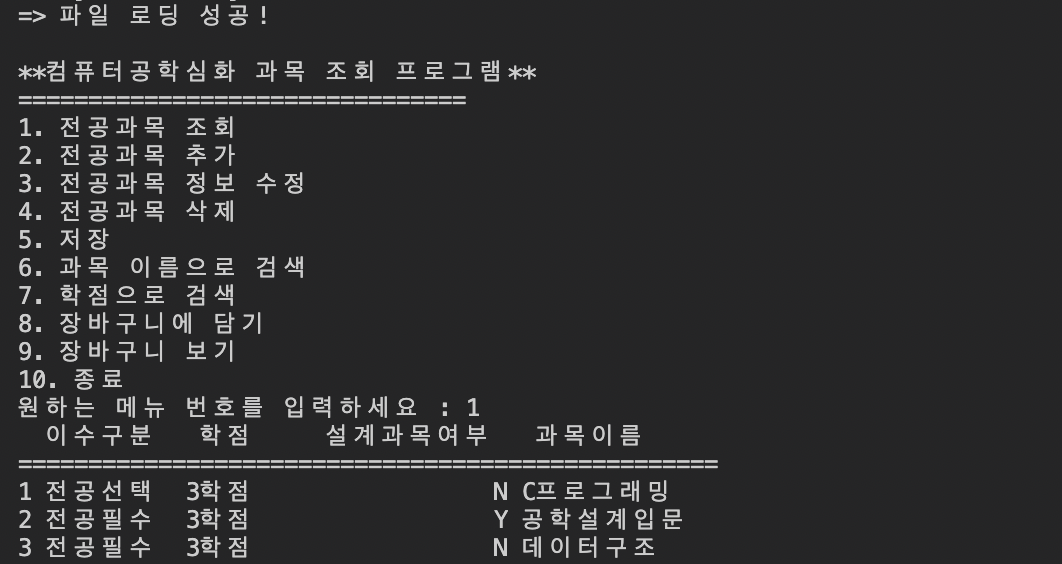 => 파일 로딩 성공!
**컴퓨터공학심화 과목 조회 프로그램**
================================
1. 전공과목 조회
2. 전공과목 추가
3. 전공과목 정보 수정
4. 전공과목 삭제
5. 저장
6. 과목 이름으로 검색
7. 학점으로 검색
8. 장바구니에 담기
9. 장바구니 보기
10. 종료
원하는 메뉴 번호를 입력하세요 : 1
이수구분 학점 설계과목여부 과목이름
==================================================
1 전공선택 3학점 N C프로그래밍
2 전공필수 3학점 Y 공학설계입문
3 전공필수 3학점 N 데이터구조